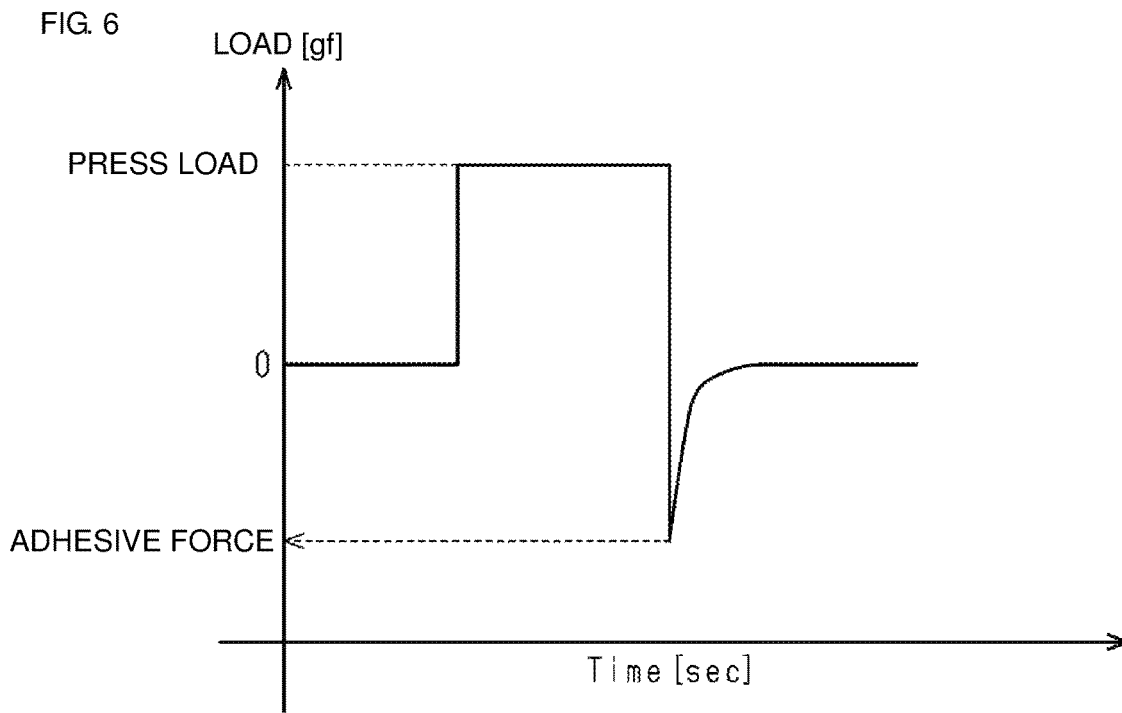 FIG. 6
LOAD [gf]
PRESS LOAD
0
ADHESIVE FORCE
Time [sec]